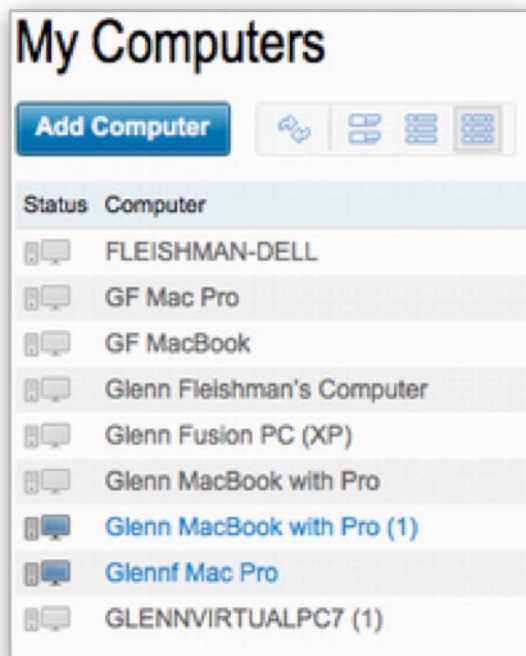 My Computers
Add Computer
Status Computer
FLEISHMAN-DELL
GF Mac Pro
GF MacBook
Glenn Fleishman's Computer
Glenn Fusion PC (XP)
Glenn MacBook with Pro
Glenn MacBook with Pro (1)
Glennf Mac Pro
GLENNVIRTUALPC7 (1)